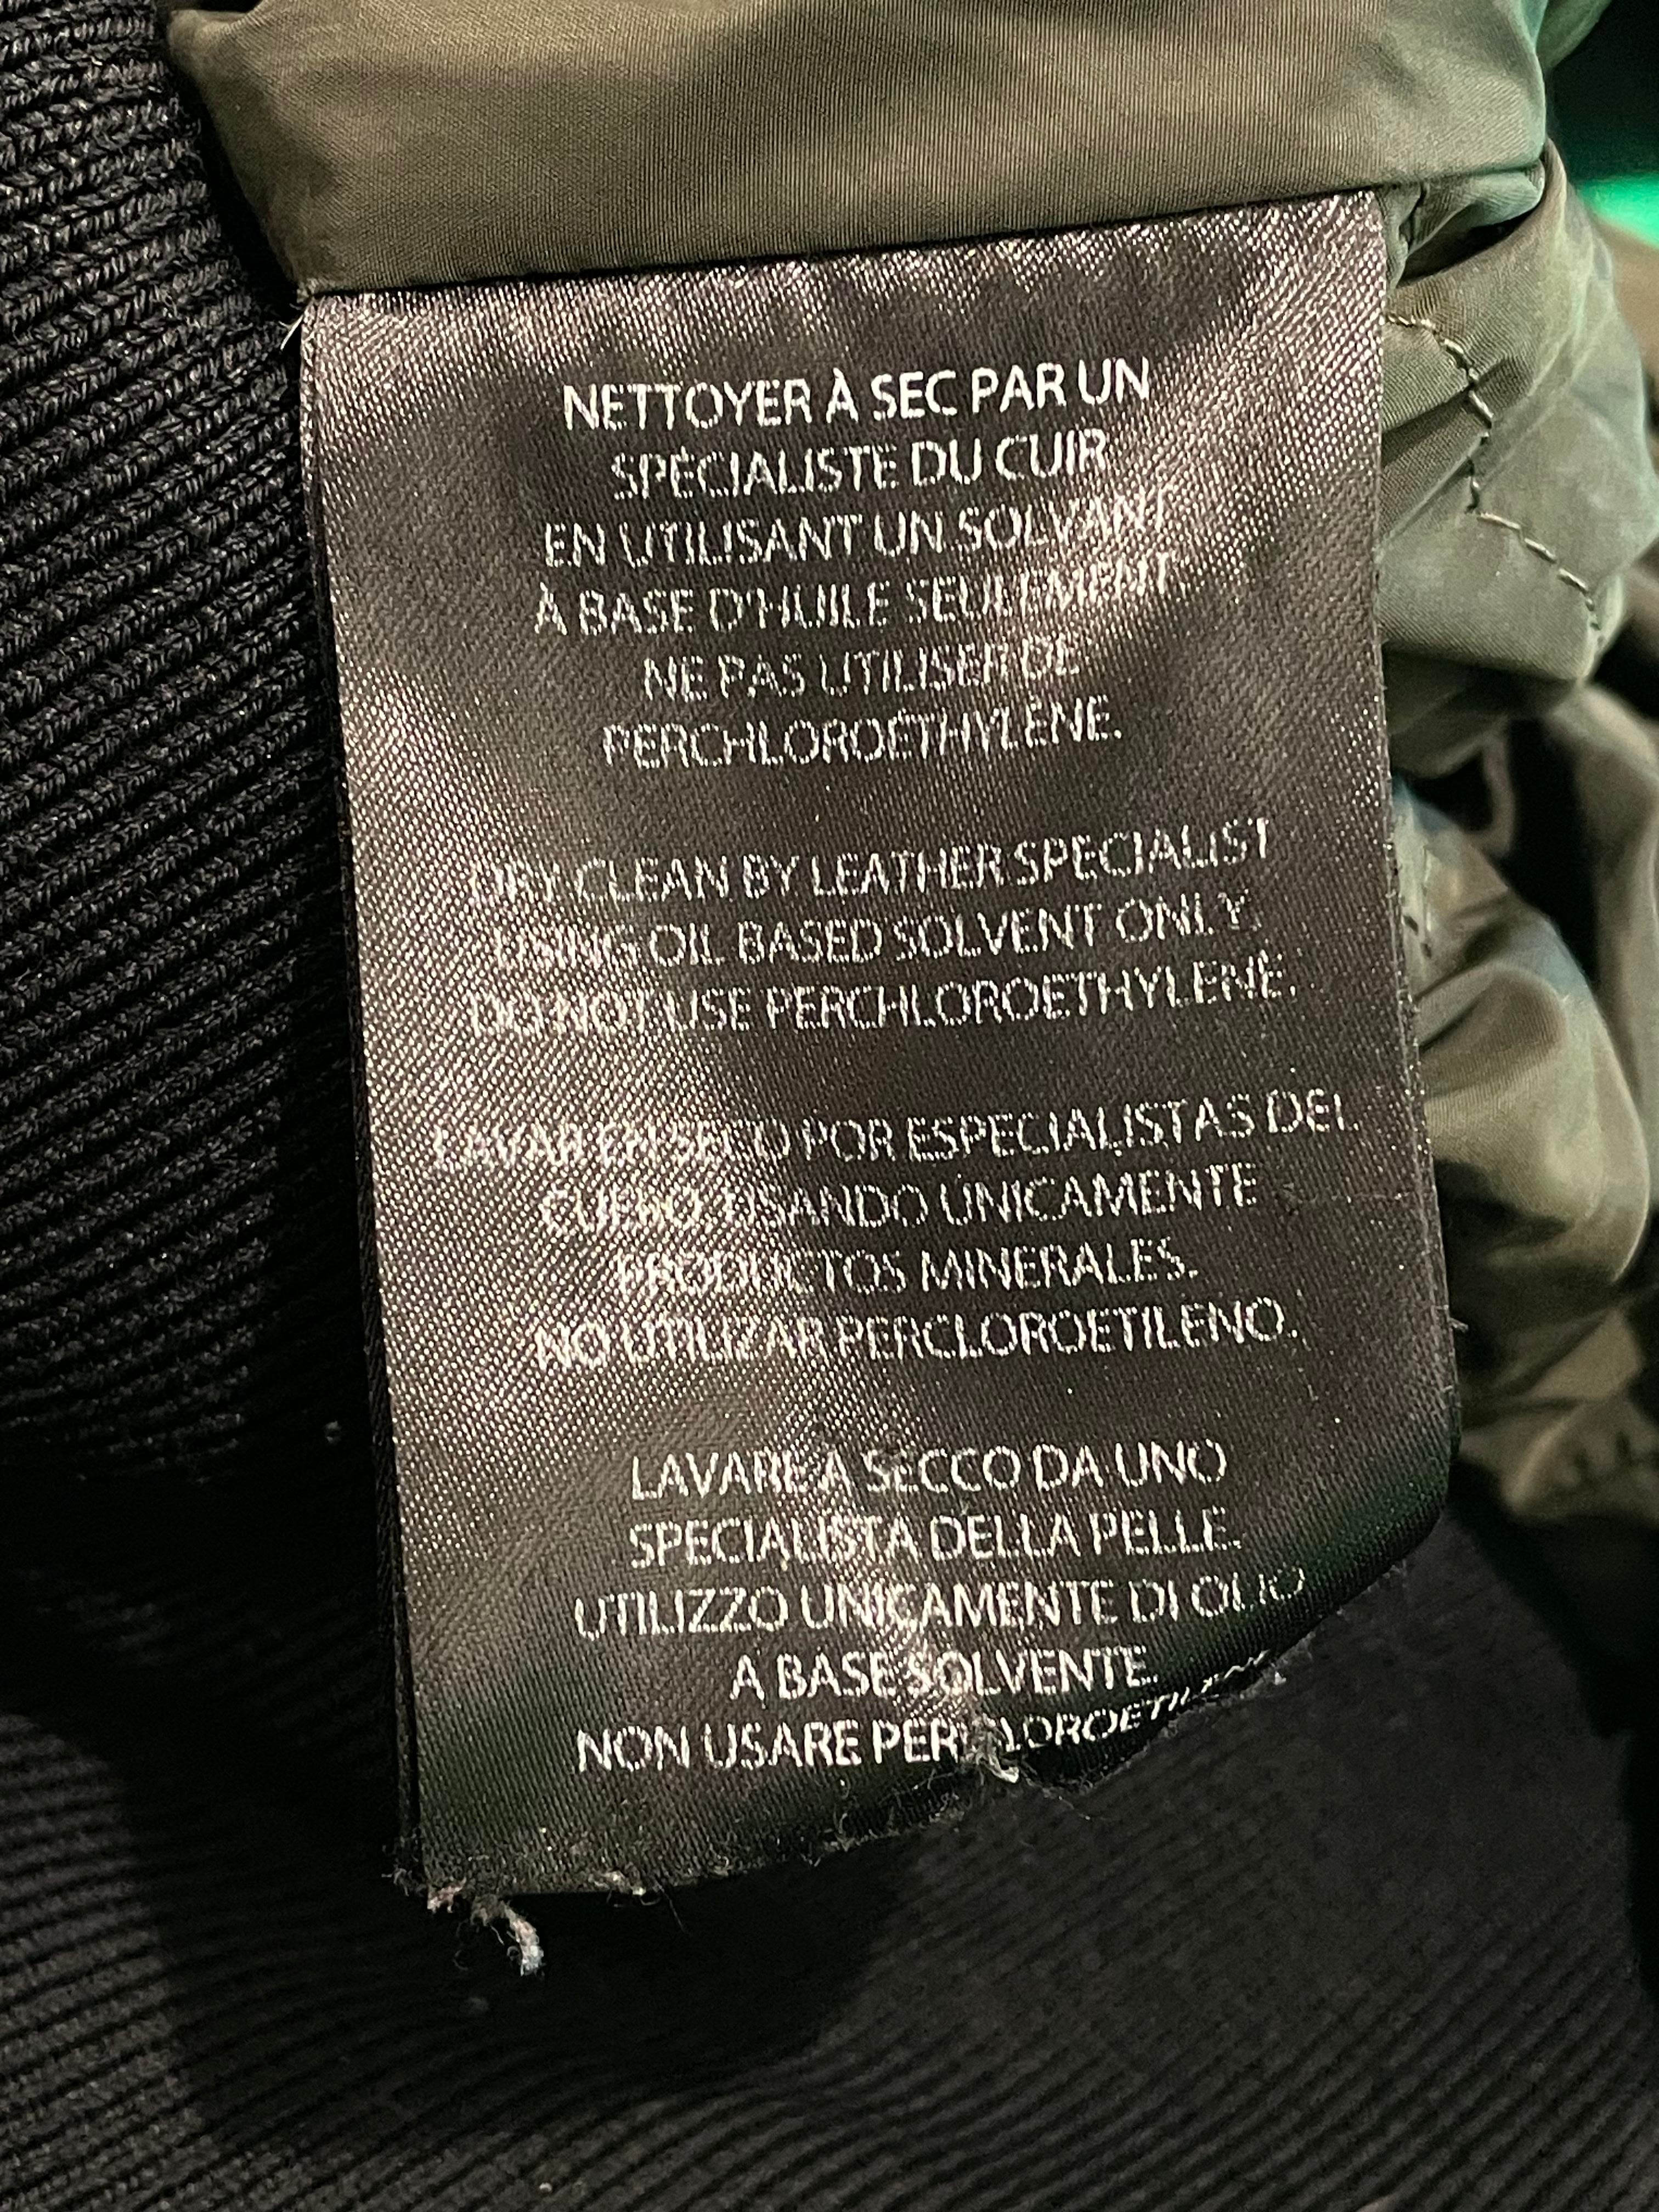 NETTOYER À SEC PAR UN
SPÉCIALISTE DU CUIR
EN UTILISANT UN SOLVANT
À BASE D'HUILE SEULEMENT
NE PAS UTILISER DE
PERCHLOROÉTHYLÈNE.
DRY CLEAN BY LEATHER SPECIALIST
USING OIL BASED SOLVENT ONLY.
DO NOT USE PERCHLOROETHYLENE.
LAVAR EN SECO POR ESPECIALISTAS DEL
CUERO, USANDO ÚNICAMENTE
PRODUCTOS MINERALES.
NO UTILIZAR PERCLOROETILENO.
LAVARE A SECCO DA UNO
SPECIALISTA DELLA PELLE.
UTILIZZO UNICAMENTE DI OLIO
A BASE SOLVENTE.
NON USARE